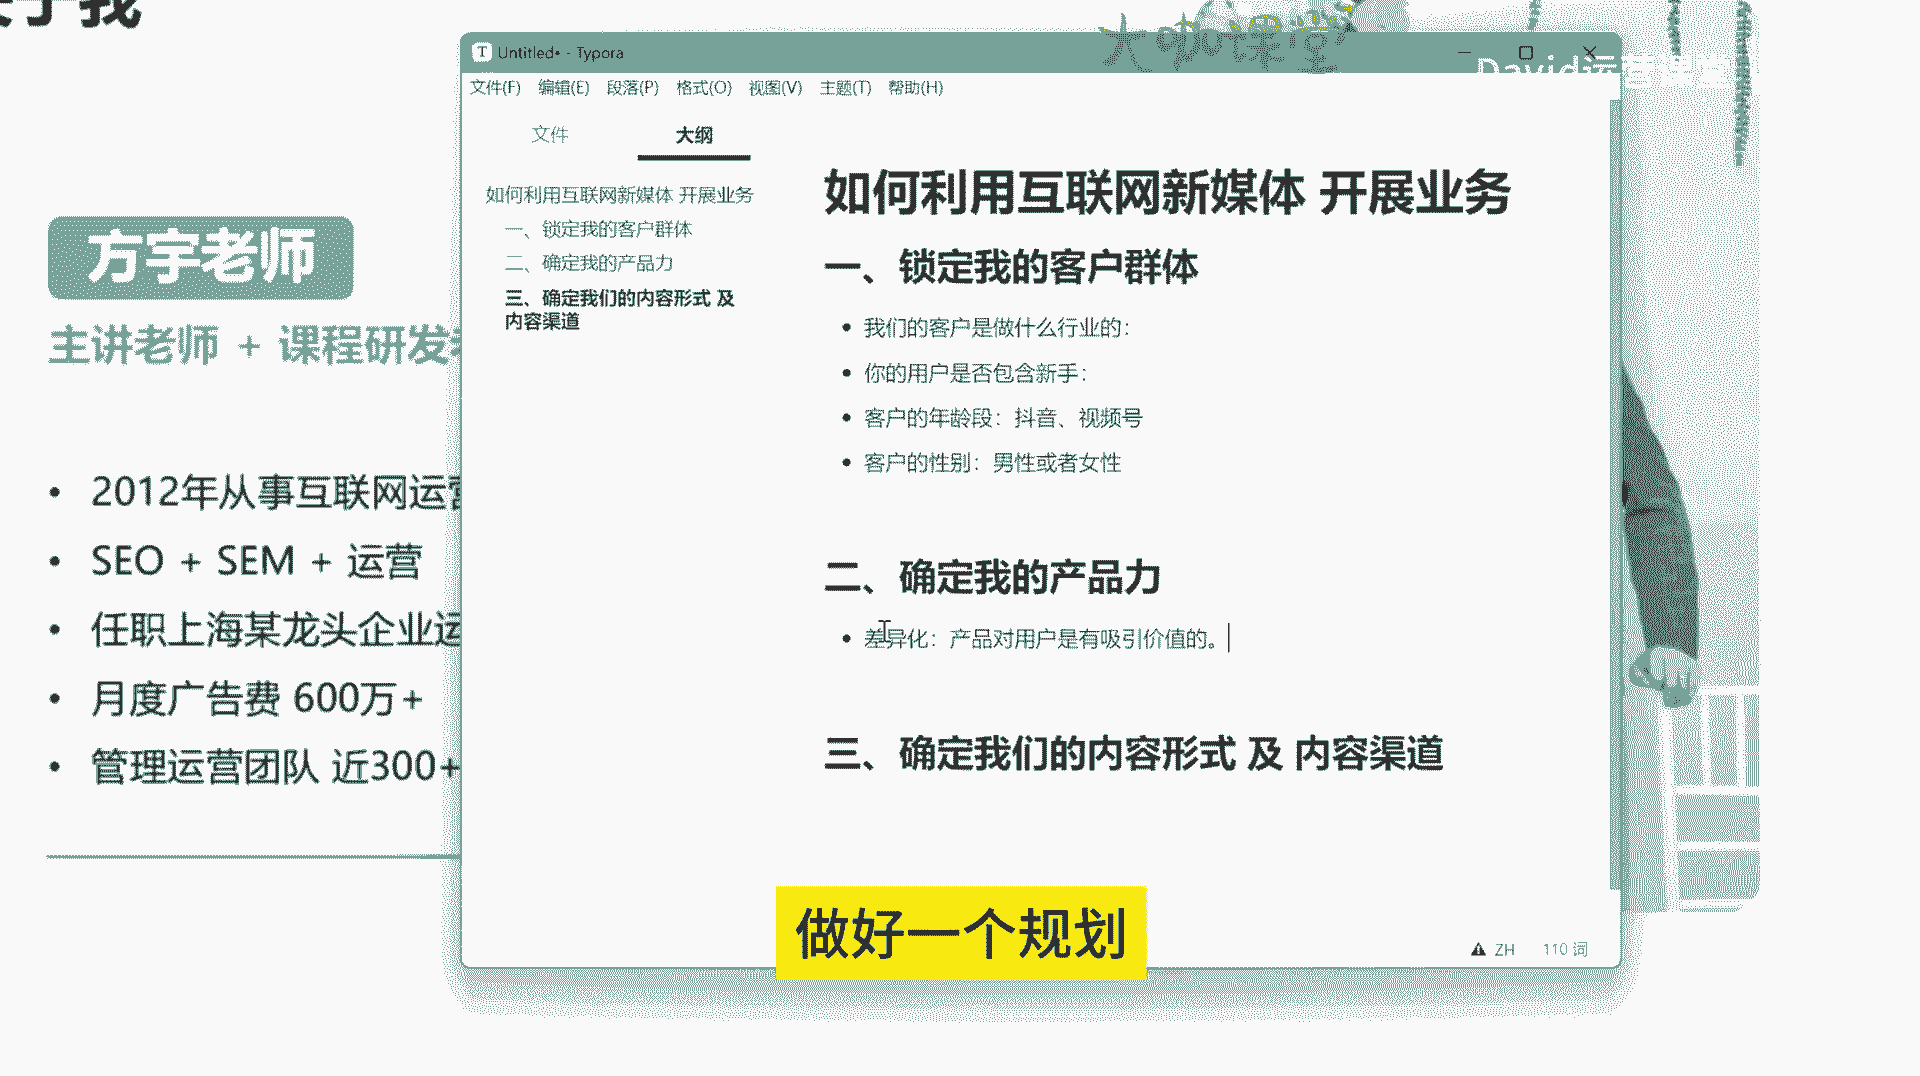 于我
大咖课堂
David运营课堂
方宇老师
主讲老师 + 课程研发
• 2012年从事互联网运营
• SEO + SEM + 运营
• 任职上海某龙头企业运
• 月度广告费 600万+
• 管理运营团队 近300+
Untitled• - Typora
文件(F) 编辑(E) 段落(P) 格式(O) 视图(V) 主题(T) 帮助(H)
文件 大纲
如何利用互联网新媒体 开展业务
一、锁定我的客户群体
二、确定我的产品力
三、确定我们的内容形式 及
内容渠道
如何利用互联网新媒体 开展业务
一、锁定我的客户群体
• 我们的客户是做什么行业的：
• 你的用户是否包含新手：
• 客户的年龄段：抖音、视频号
• 客户的性别：男性或者女性
二、确定我的产品力
• 差异化：产品对用户是有吸引价值的。
三、确定我们的内容形式 及 内容渠道
做好一个规划
ZH 110 词